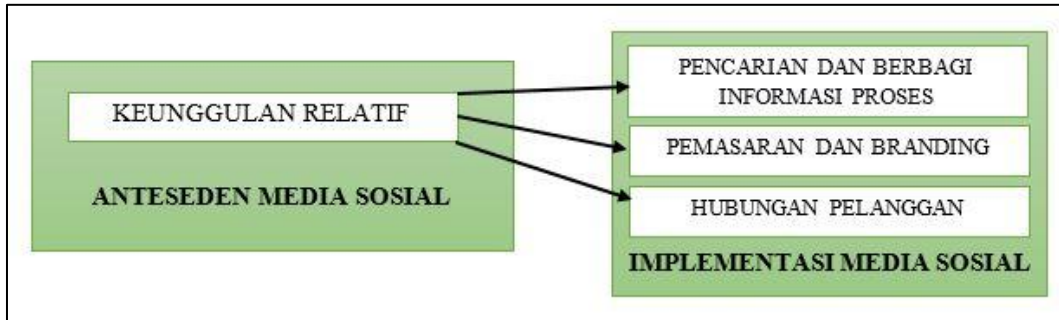 KEUNGGULAN RELATIF
ANTESEDEN MEDIA SOSIAL
PENCARIAN DAN BERBAGI
INFORMASI PROSES
PEMASARAN DAN BRANDING
HUBUNGAN PELANGGAN
IMPLEMENTASI MEDIA SOSIAL